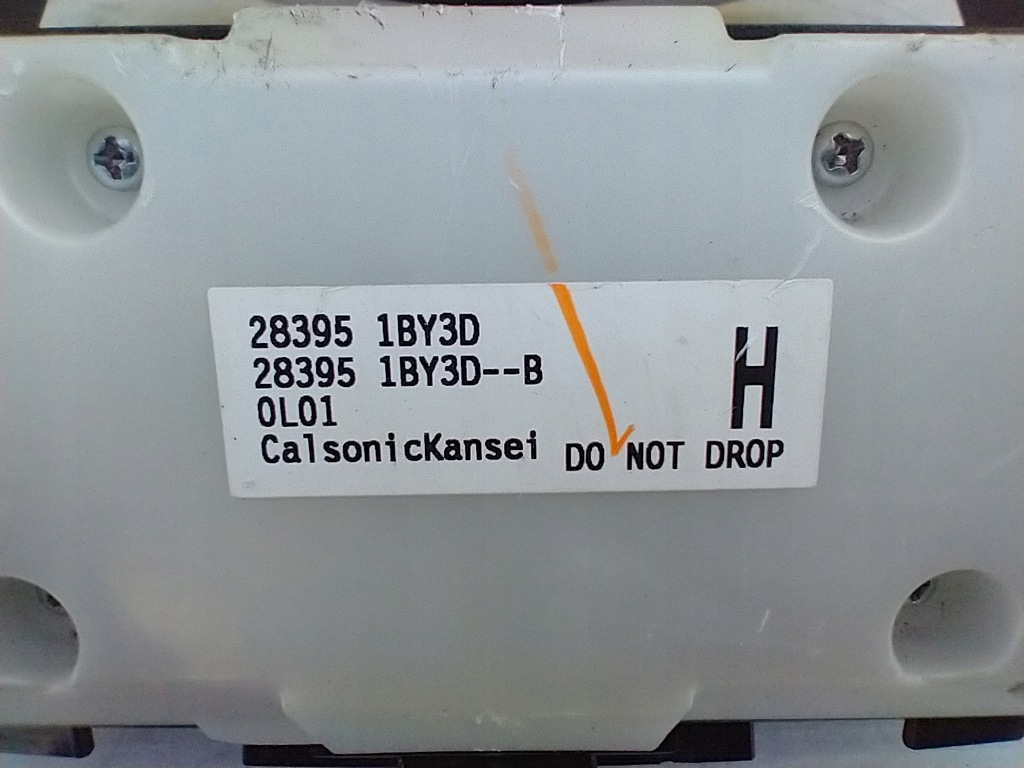 28395 1BY3D
28395 1BY3D--B
0L01
CalsonicKansei DO NOT DROP
H